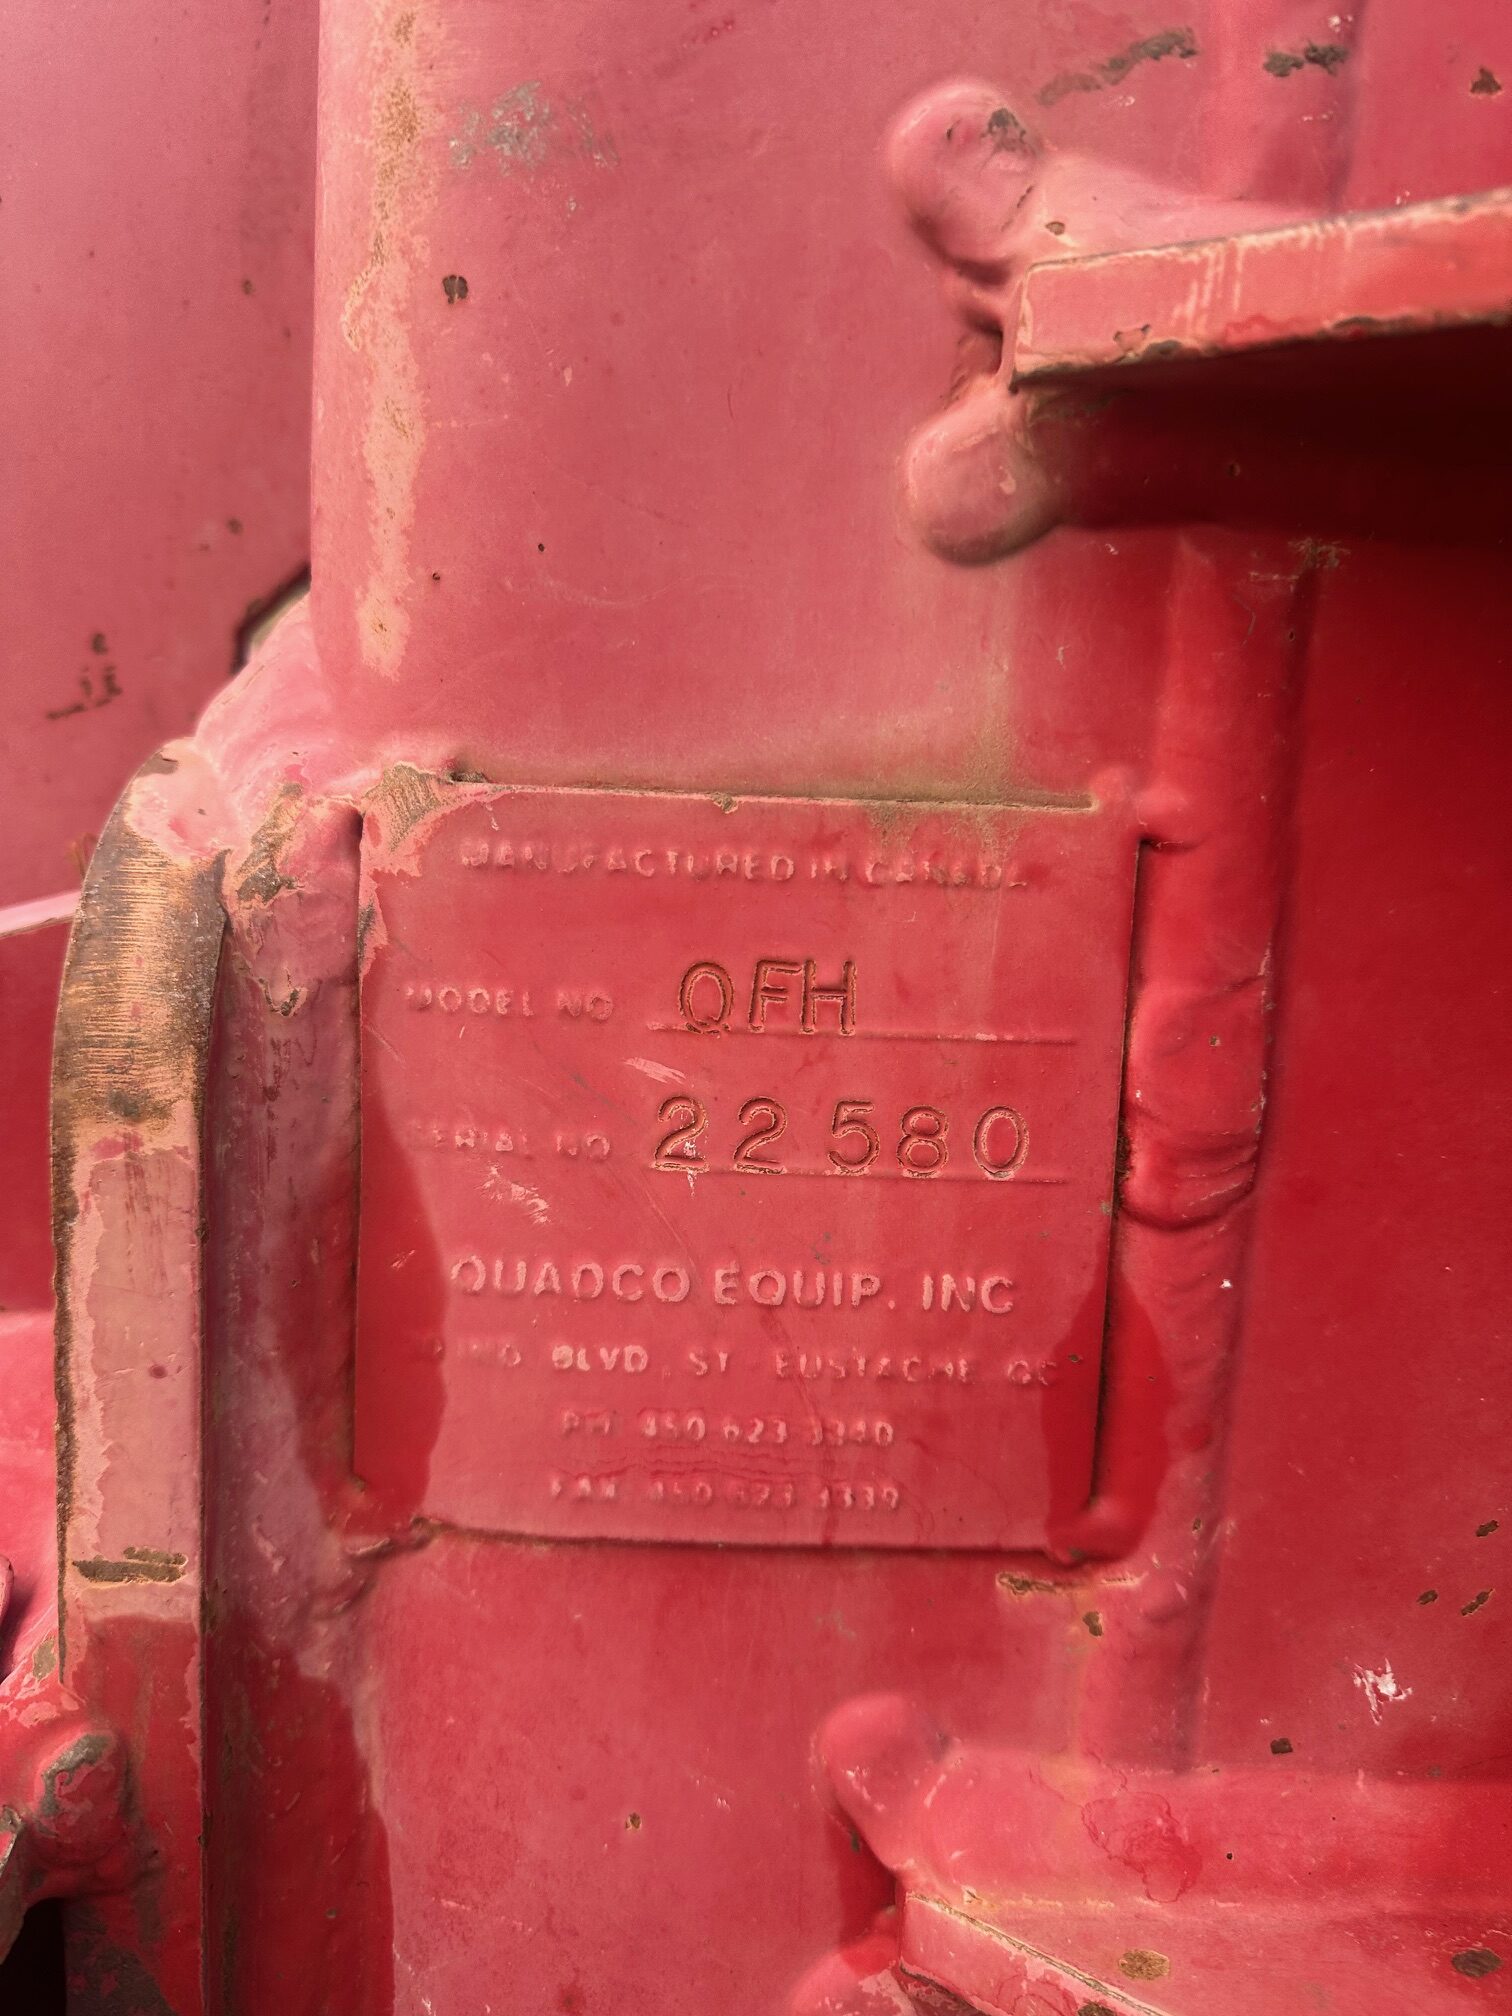 MANUFACTURED IN CANADA
MODEL NO QFH
SERIAL NO 22580
QUADCO EQUIP. INC
BLVD ST EUSTACHE QC
PH 450 623 3340
FAX 450 623 3339